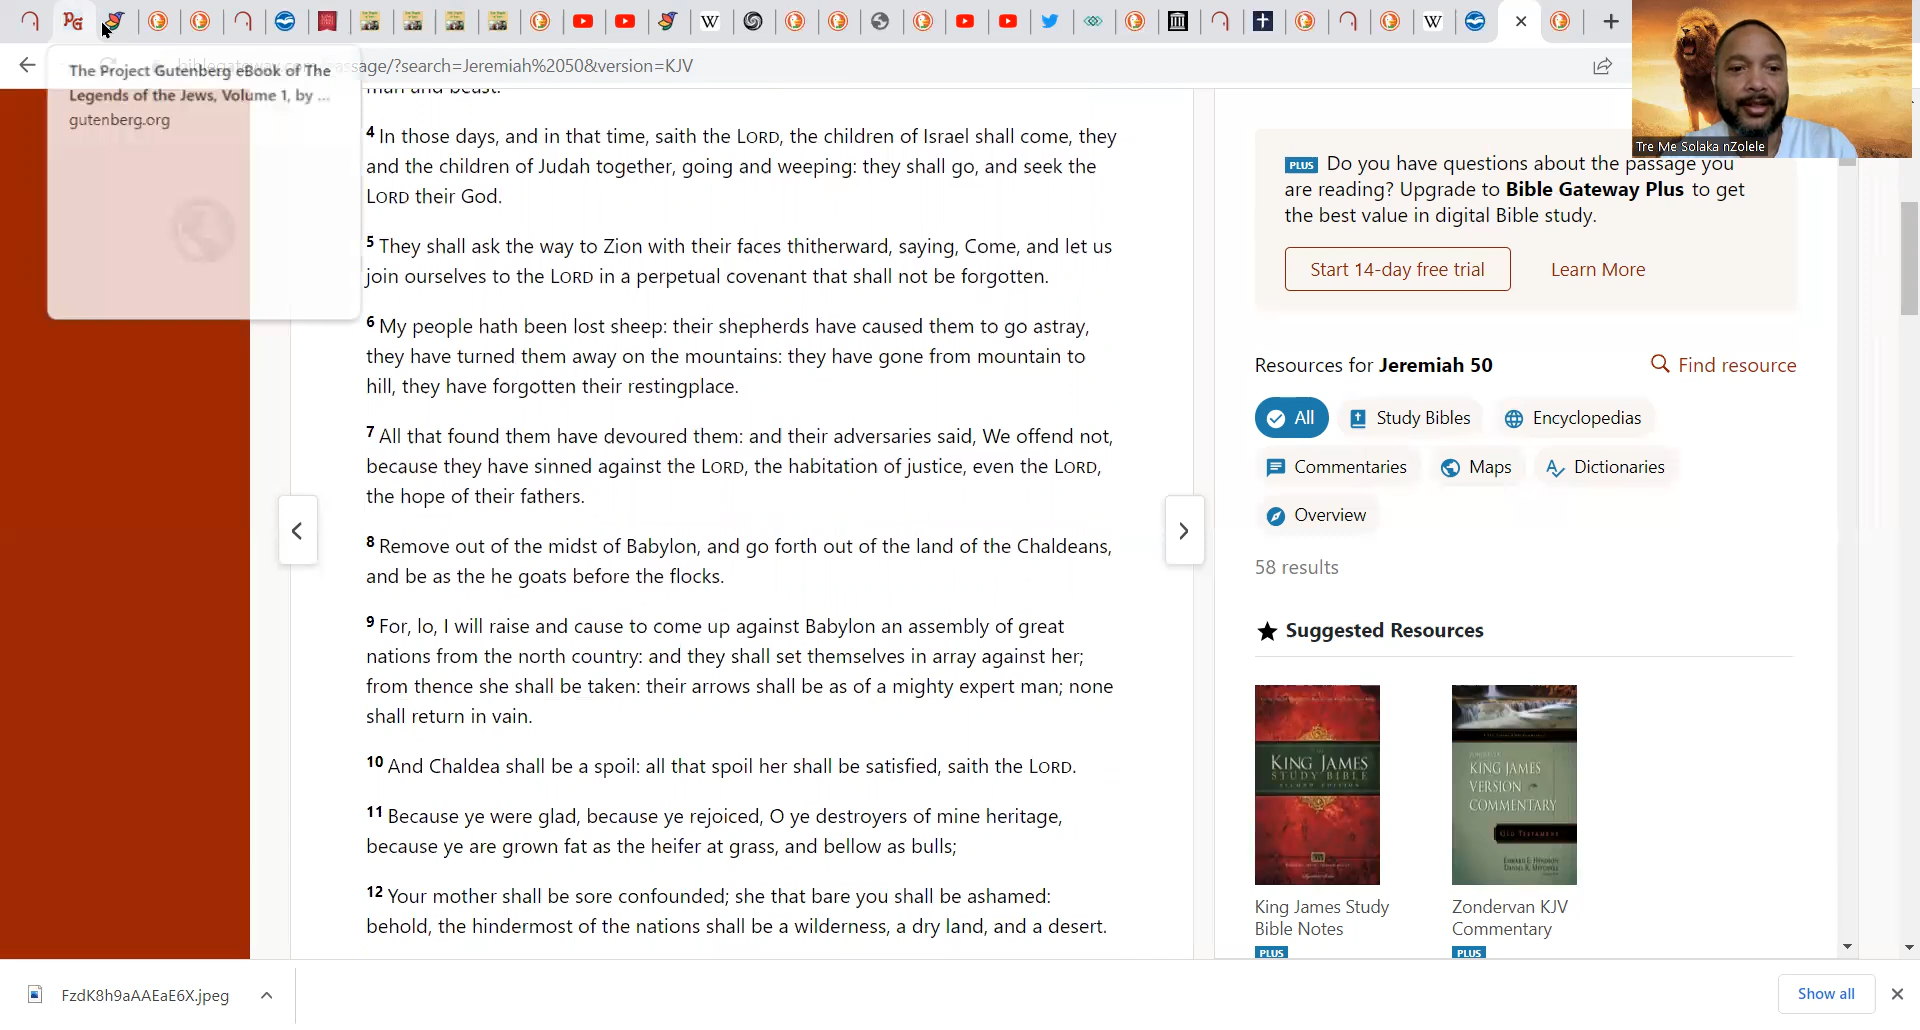 biblegateway.com/passage/?search=Jeremiah%2050&version=KJV
The Project Gutenberg eBook of The
Legends of the Jews, Volume 1, by ...
gutenberg.org
Tre Me Solaka nZolele
man and beast.
4 In those days, and in that time, saith the LORD, the children of Israel shall come, they
and the children of Judah together, going and weeping: they shall go, and seek the
LORD their God.
5 They shall ask the way to Zion with their faces thitherward, saying, Come, and let us
join ourselves to the LORD in a perpetual covenant that shall not be forgotten.
6 My people hath been lost sheep: their shepherds have caused them to go astray,
they have turned them away on the mountains: they have gone from mountain to
hill, they have forgotten their restingplace.
7 All that found them have devoured them: and their adversaries said, We offend not,
because they have sinned against the LORD, the habitation of justice, even the LORD,
the hope of their fathers.
8 Remove out of the midst of Babylon, and go forth out of the land of the Chaldeans,
and be as the he goats before the flocks.
9 For, lo, I will raise and cause to come up against Babylon an assembly of great
nations from the north country: and they shall set themselves in array against her;
from thence she shall be taken: their arrows shall be as of a mighty expert man; none
shall return in vain.
10 And Chaldea shall be a spoil: all that spoil her shall be satisfied, saith the LORD.
11 Because ye were glad, because ye rejoiced, O ye destroyers of mine heritage,
because ye are grown fat as the heifer at grass, and bellow as bulls;
12 Your mother shall be sore confounded; she that bare you shall be ashamed:
behold, the hindermost of the nations shall be a wilderness, a dry land, and a desert.
PLUS Do you have questions about the passage you
are reading? Upgrade to Bible Gateway Plus to get
the best value in digital Bible study.
Start 14-day free trial Learn More
Resources for Jeremiah 50 Find resource
All Study Bibles Encyclopedias
Commentaries Maps Dictionaries
Overview
58 results
Suggested Resources
KING JAMES
STUDY BIBLE
SECOND EDITION
KING JAMES
VERSION
COMMENTARY
OLD TESTAMENT
King James Study
Bible Notes
PLUS
Zondervan KJV
Commentary
PLUS
FzdK8h9aAAEaE6X.jpeg
Show all